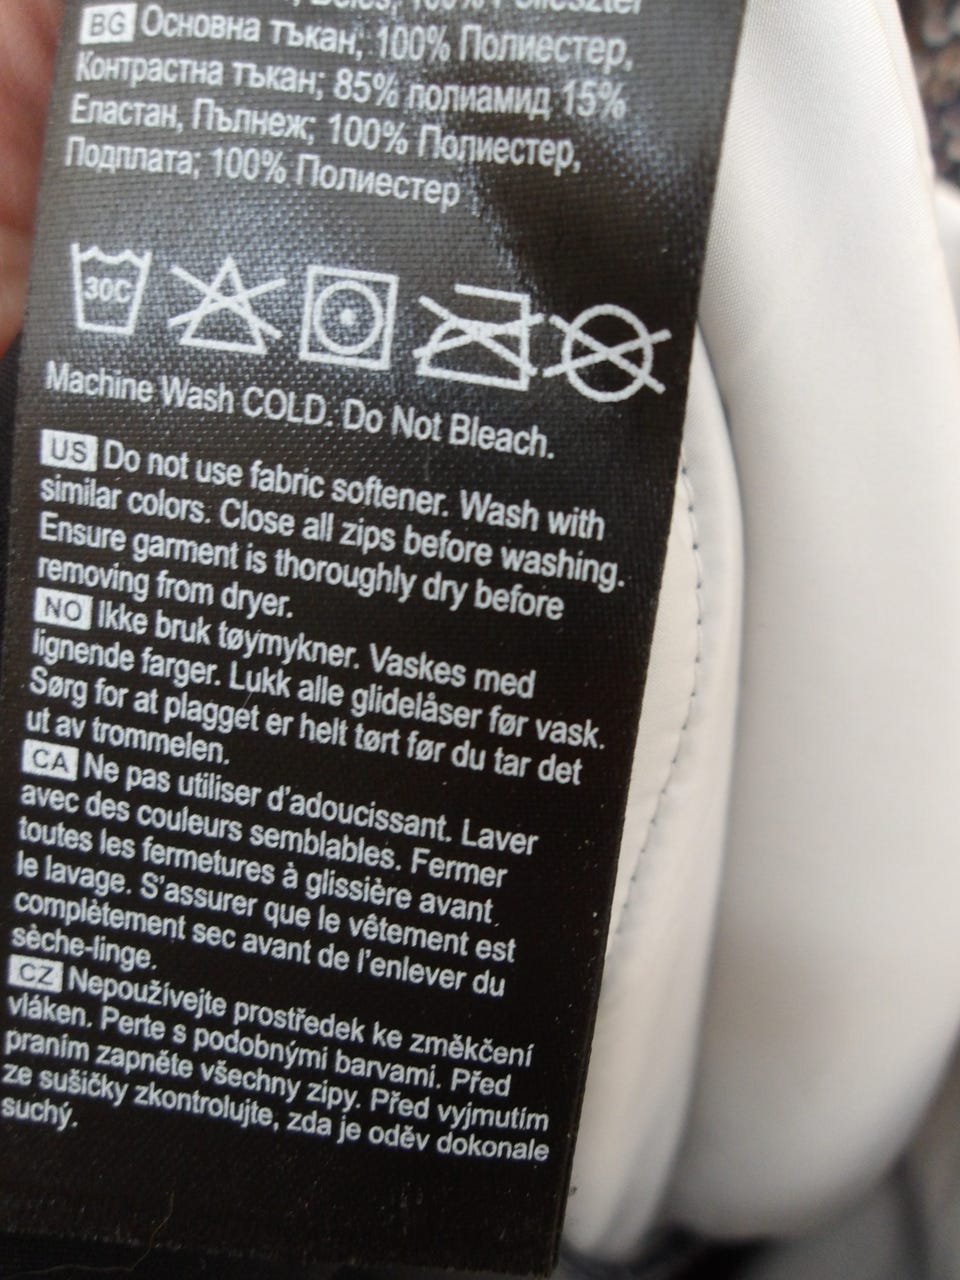 100% Poliészter
BG Основна тъкан; 100% Полиестер,
Контрастна тъкан; 85% полиамид 15%
Еластан, Пълнеж; 100% Полиестер,
Подплата; 100% Полиестер
30C
Machine Wash COLD. Do Not Bleach.
US Do not use fabric softener. Wash with
similar colors. Close all zips before washing.
Ensure garment is thoroughly dry before
removing from dryer.
NO Ikke bruk tøymykner. Vaskes med
lignende farger. Lukk alle glidelåser før vask.
Sørg for at plagget er helt tørt før du tar det
ut av trommelen.
CA Ne pas utiliser d'adoucissant. Laver
avec des couleurs semblables. Fermer
toutes les fermetures à glissière avant
le lavage. S'assurer que le vêtement est
complètement sec avant de l'enlever du
sèche-linge.
CZ Nepoužívejte prostředek ke změkčení
vláken. Perte s podobnými barvami. Před
praním zapněte všechny zipy. Před vyjmutím
ze sušičky zkontrolujte, zda je oděv dokonale
suchý.